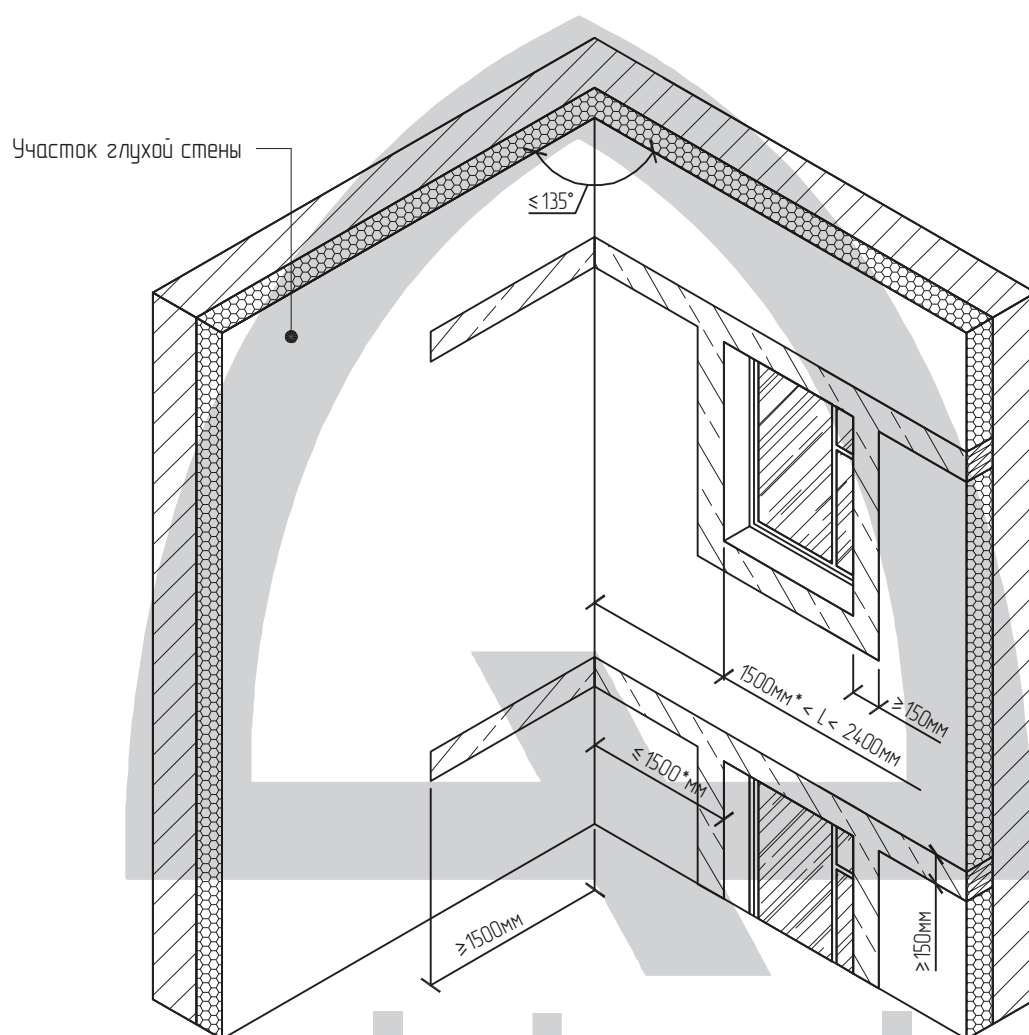 Участок глухой стены
≤135°
1500мм* < L < 2400мм
≥150мм
≤ 1500*мм
≥1500мм
≥150мм